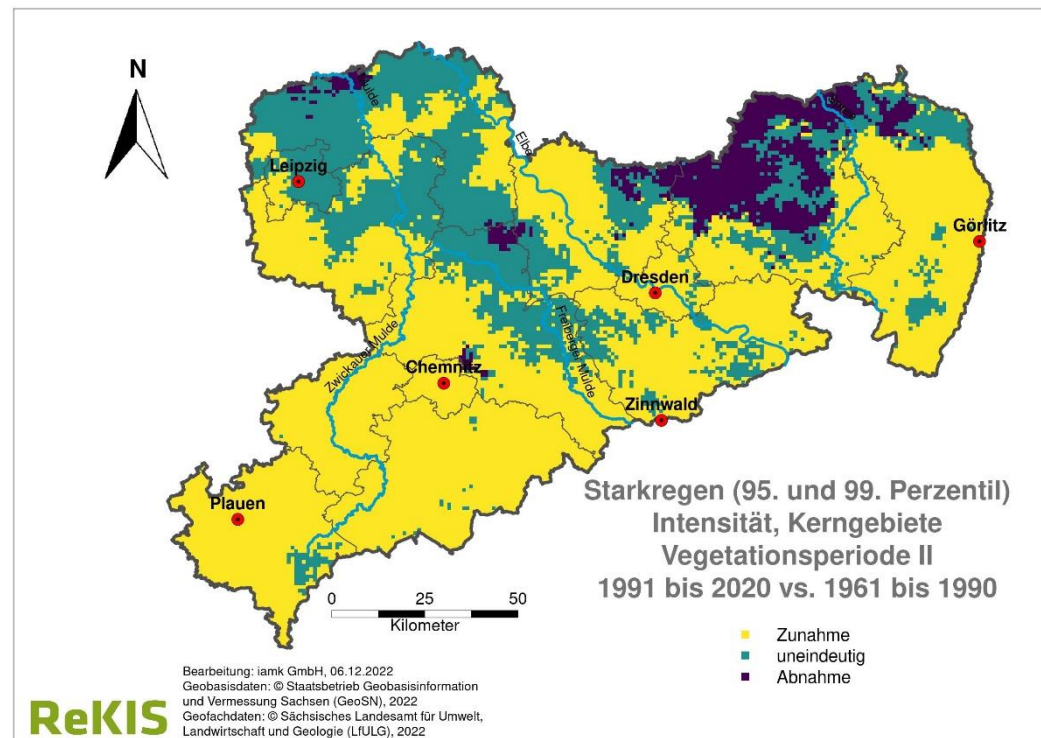 N
Mulde
Elbe
Leipzig
Görlitz
Dresden
Zwickauer Mulde
Freiberger Mulde
Chemnitz
Zinnwald
Plauen
Starkregen (95. und 99. Perzentil)
Intensität, Kerngebiete
Vegetationsperiode II
1991 bis 2020 vs. 1961 bis 1990
0 25 50
Kilometer
Zunahme
uneindeutig
Abnahme
ReKIS
Bearbeitung: iamk GmbH, 06.12.2022
Geobasisdaten: © Staatsbetrieb Geobasisinformation
und Vermessung Sachsen (GeoSN), 2022
Geofachdaten: © Sächsisches Landesamt für Umwelt,
Landwirtschaft und Geologie (LfULG), 2022